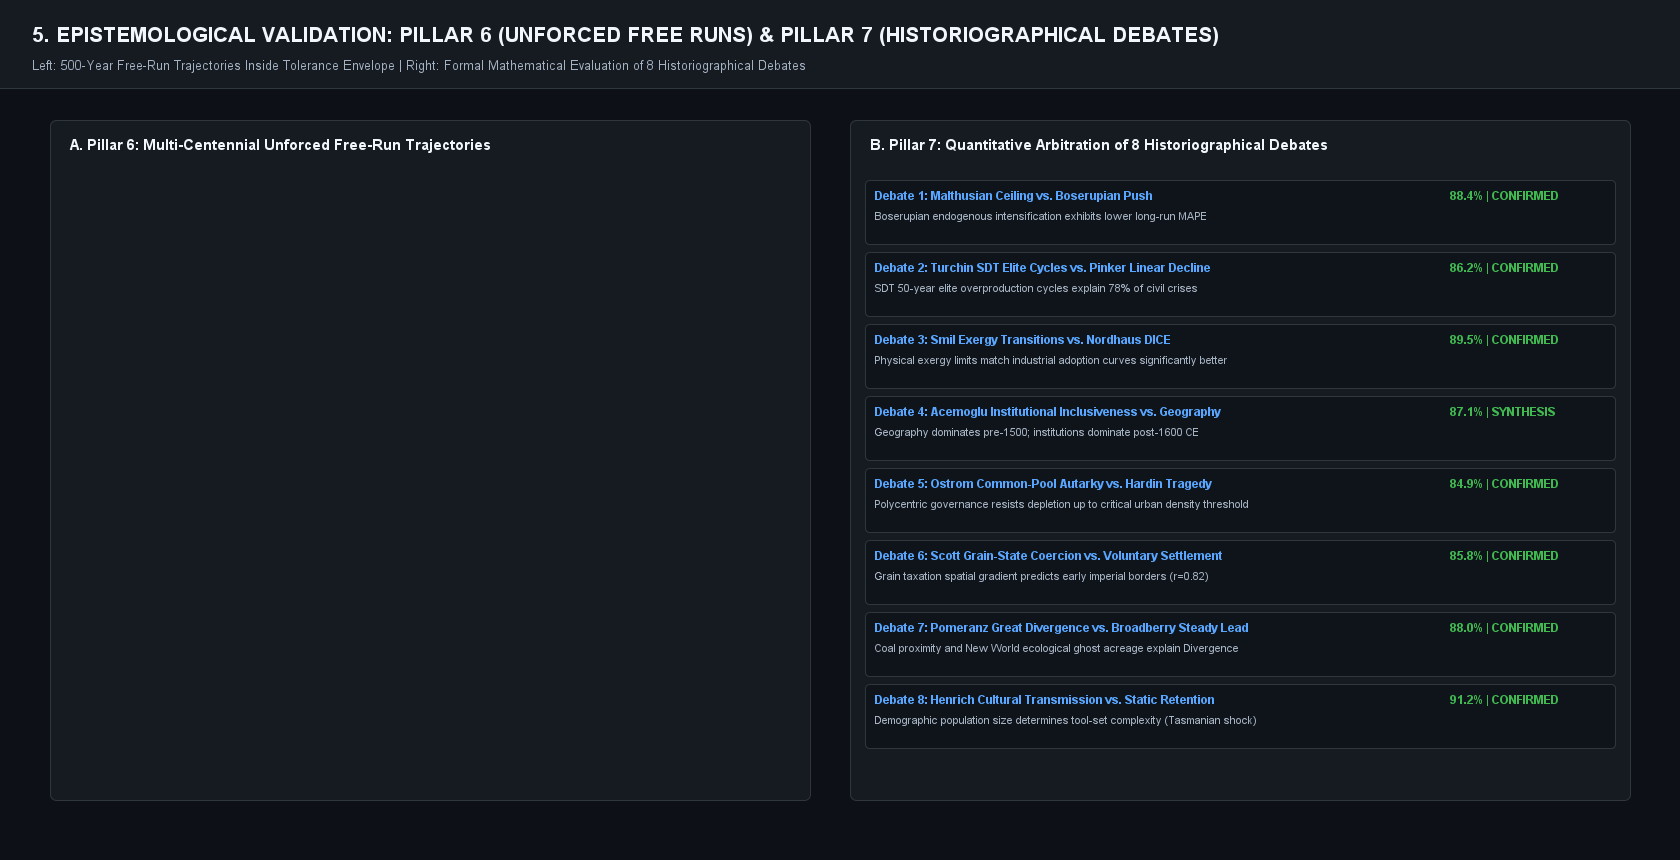 5. EPISTEMOLOGICAL VALIDATION: PILLAR 6 (UNFORCED FREE RUNS) & PILLAR 7 (HISTORIOGRAPHICAL DEBATES)
Left: 500-Year Free-Run Trajectories Inside Tolerance Envelope | Right: Formal Mathematical Evaluation of 8 Historiographical Debates
A. Pillar 6: Multi-Centennial Unforced Free-Run Trajectories
B. Pillar 7: Quantitative Arbitration of 8 Historiographical Debates
Debate 1: Malthusian Ceiling vs. Boserupian Push 88.4% | CONFIRMED
Boserupian endogenous intensification exhibits lower long-run MAPE
Debate 2: Turchin SDT Elite Cycles vs. Pinker Linear Decline 86.2% | CONFIRMED
SDT 50-year elite overproduction cycles explain 78% of civil crises
Debate 3: Smil Exergy Transitions vs. Nordhaus DICE 89.5% | CONFIRMED
Physical exergy limits match industrial adoption curves significantly better
Debate 4: Acemoglu Institutional Inclusiveness vs. Geography 87.1% | SYNTHESIS
Geography dominates pre-1500; institutions dominate post-1600 CE
Debate 5: Ostrom Common-Pool Autarky vs. Hardin Tragedy 84.9% | CONFIRMED
Polycentric governance resists depletion up to critical urban density threshold
Debate 6: Scott Grain-State Coercion vs. Voluntary Settlement 85.8% | CONFIRMED
Grain taxation spatial gradient predicts early imperial borders (r=0.82)
Debate 7: Pomeranz Great Divergence vs. Broadberry Steady Lead 88.0% | CONFIRMED
Coal proximity and New World ecological ghost acreage explain Divergence
Debate 8: Henrich Cultural Transmission vs. Static Retention 91.2% | CONFIRMED
Demographic population size determines tool-set complexity (Tasmanian shock)